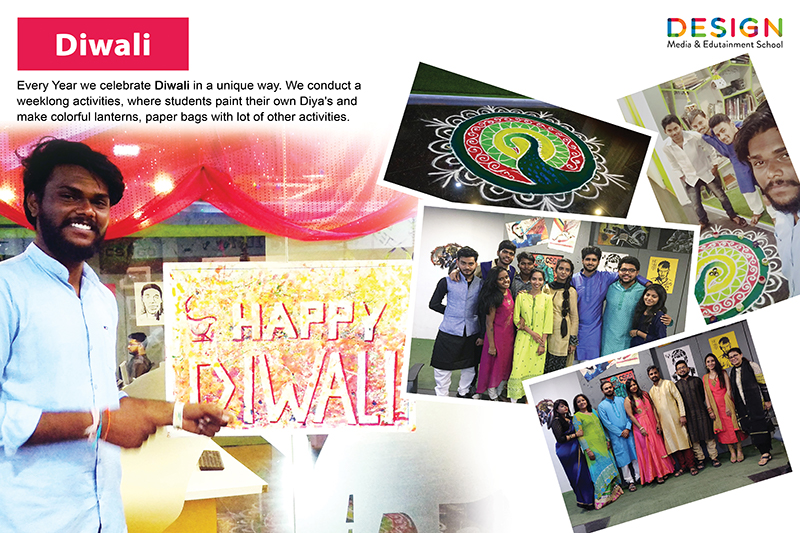 Diwali
DESIGN
Media & Edutainment School
Every Year we celebrate Diwali in a unique way. We conduct a
weeklong activities, where students paint their own Diya's and
make colorful lanterns, paper bags with lot of other activities.
HAPPY
DIWALI